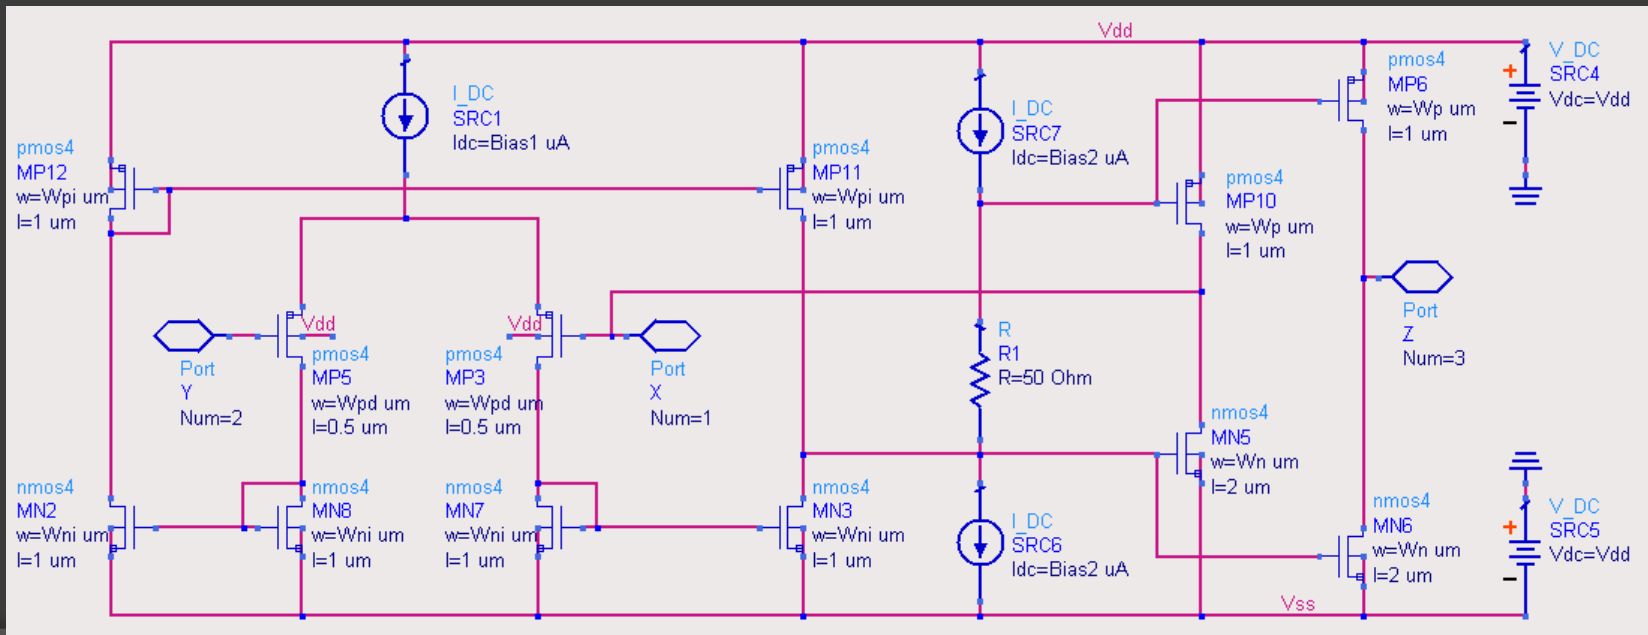 Vdd
I_DC
SRC1
Idc=Bias1 uA
I_DC
SRC7
Idc=Bias2 uA
pmos4
MP6
w=Wp um
l=1 um
V_DC
SRC4
Vdc=Vdd
+
−
pmos4
MP12
w=Wpi um
l=1 um
pmos4
MP11
w=Wpi um
l=1 um
pmos4
MP10
w=Wp um
l=1 um
Port
Y
Num=2
Vdd
pmos4
MP5
w=Wpd um
l=0.5 um
Vdd
pmos4
MP3
w=Wpd um
l=0.5 um
Port
X
Num=1
R
R1
R=50 Ohm
Port
Z
Num=3
nmos4
MN2
w=Wni um
l=1 um
nmos4
MN8
w=Wni um
l=1 um
nmos4
MN7
w=Wni um
l=1 um
nmos4
MN3
w=Wni um
l=1 um
I_DC
SRC6
Idc=Bias2 uA
nmos4
MN5
w=Wn um
l=2 um
nmos4
MN6
w=Wn um
l=2 um
V_DC
SRC5
Vdc=Vdd
+
−
Vss